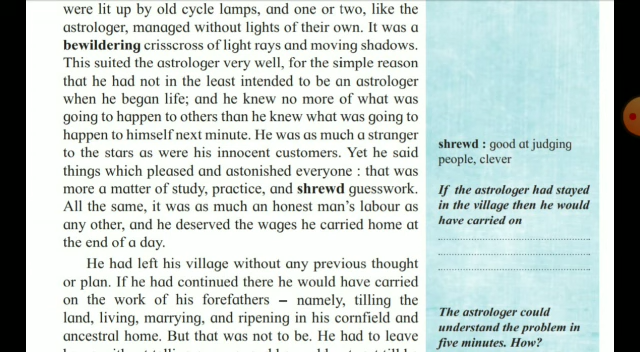 were lit up by old cycle lamps, and one or two, like the
astrologer, managed without lights of their own. It was a
bewildering crisscross of light rays and moving shadows.
This suited the astrologer very well, for the simple reason
that he had not in the least intended to be an astrologer
when he began life; and he knew no more of what was
going to happen to others than he knew what was going to
happen to himself next minute. He was as much a stranger
to the stars as were his innocent customers. Yet he said
things which pleased and astonished everyone : that was
more a matter of study, practice, and shrewd guesswork.
All the same, it was as much an honest man's labour as
any other, and he deserved the wages he carried home at
the end of a day.
He had left his village without any previous thought
or plan. If he had continued there he would have carried
on the work of his forefathers – namely, tilling the
land, living, marrying, and ripening in his cornfield and
ancestral home. But that was not to be. He had to leave
shrewd : good at judging
people, clever
If the astrologer had stayed
in the village then he would
have carried on
The astrologer could
understand the problem in
five minutes. How?